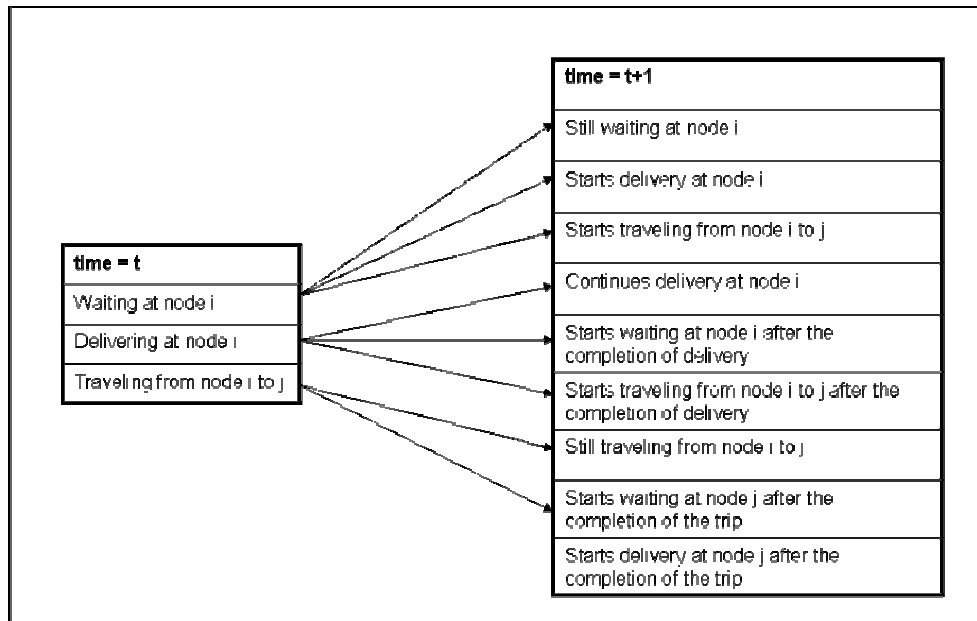 time = t
Waiting at node i
Delivering at node i
Traveling from node i to j
time = t+1
Still waiting at node i
Starts delivery at node i
Starts traveling from node i to j
Continues delivery at node i
Starts waiting at node i after the
completion of delivery
Starts traveling from node i to j after the
completion of delivery
Still traveling from node i to j
Starts waiting at node j after the
completion of the trip
Starts delivery at node j after the
completion of the trip